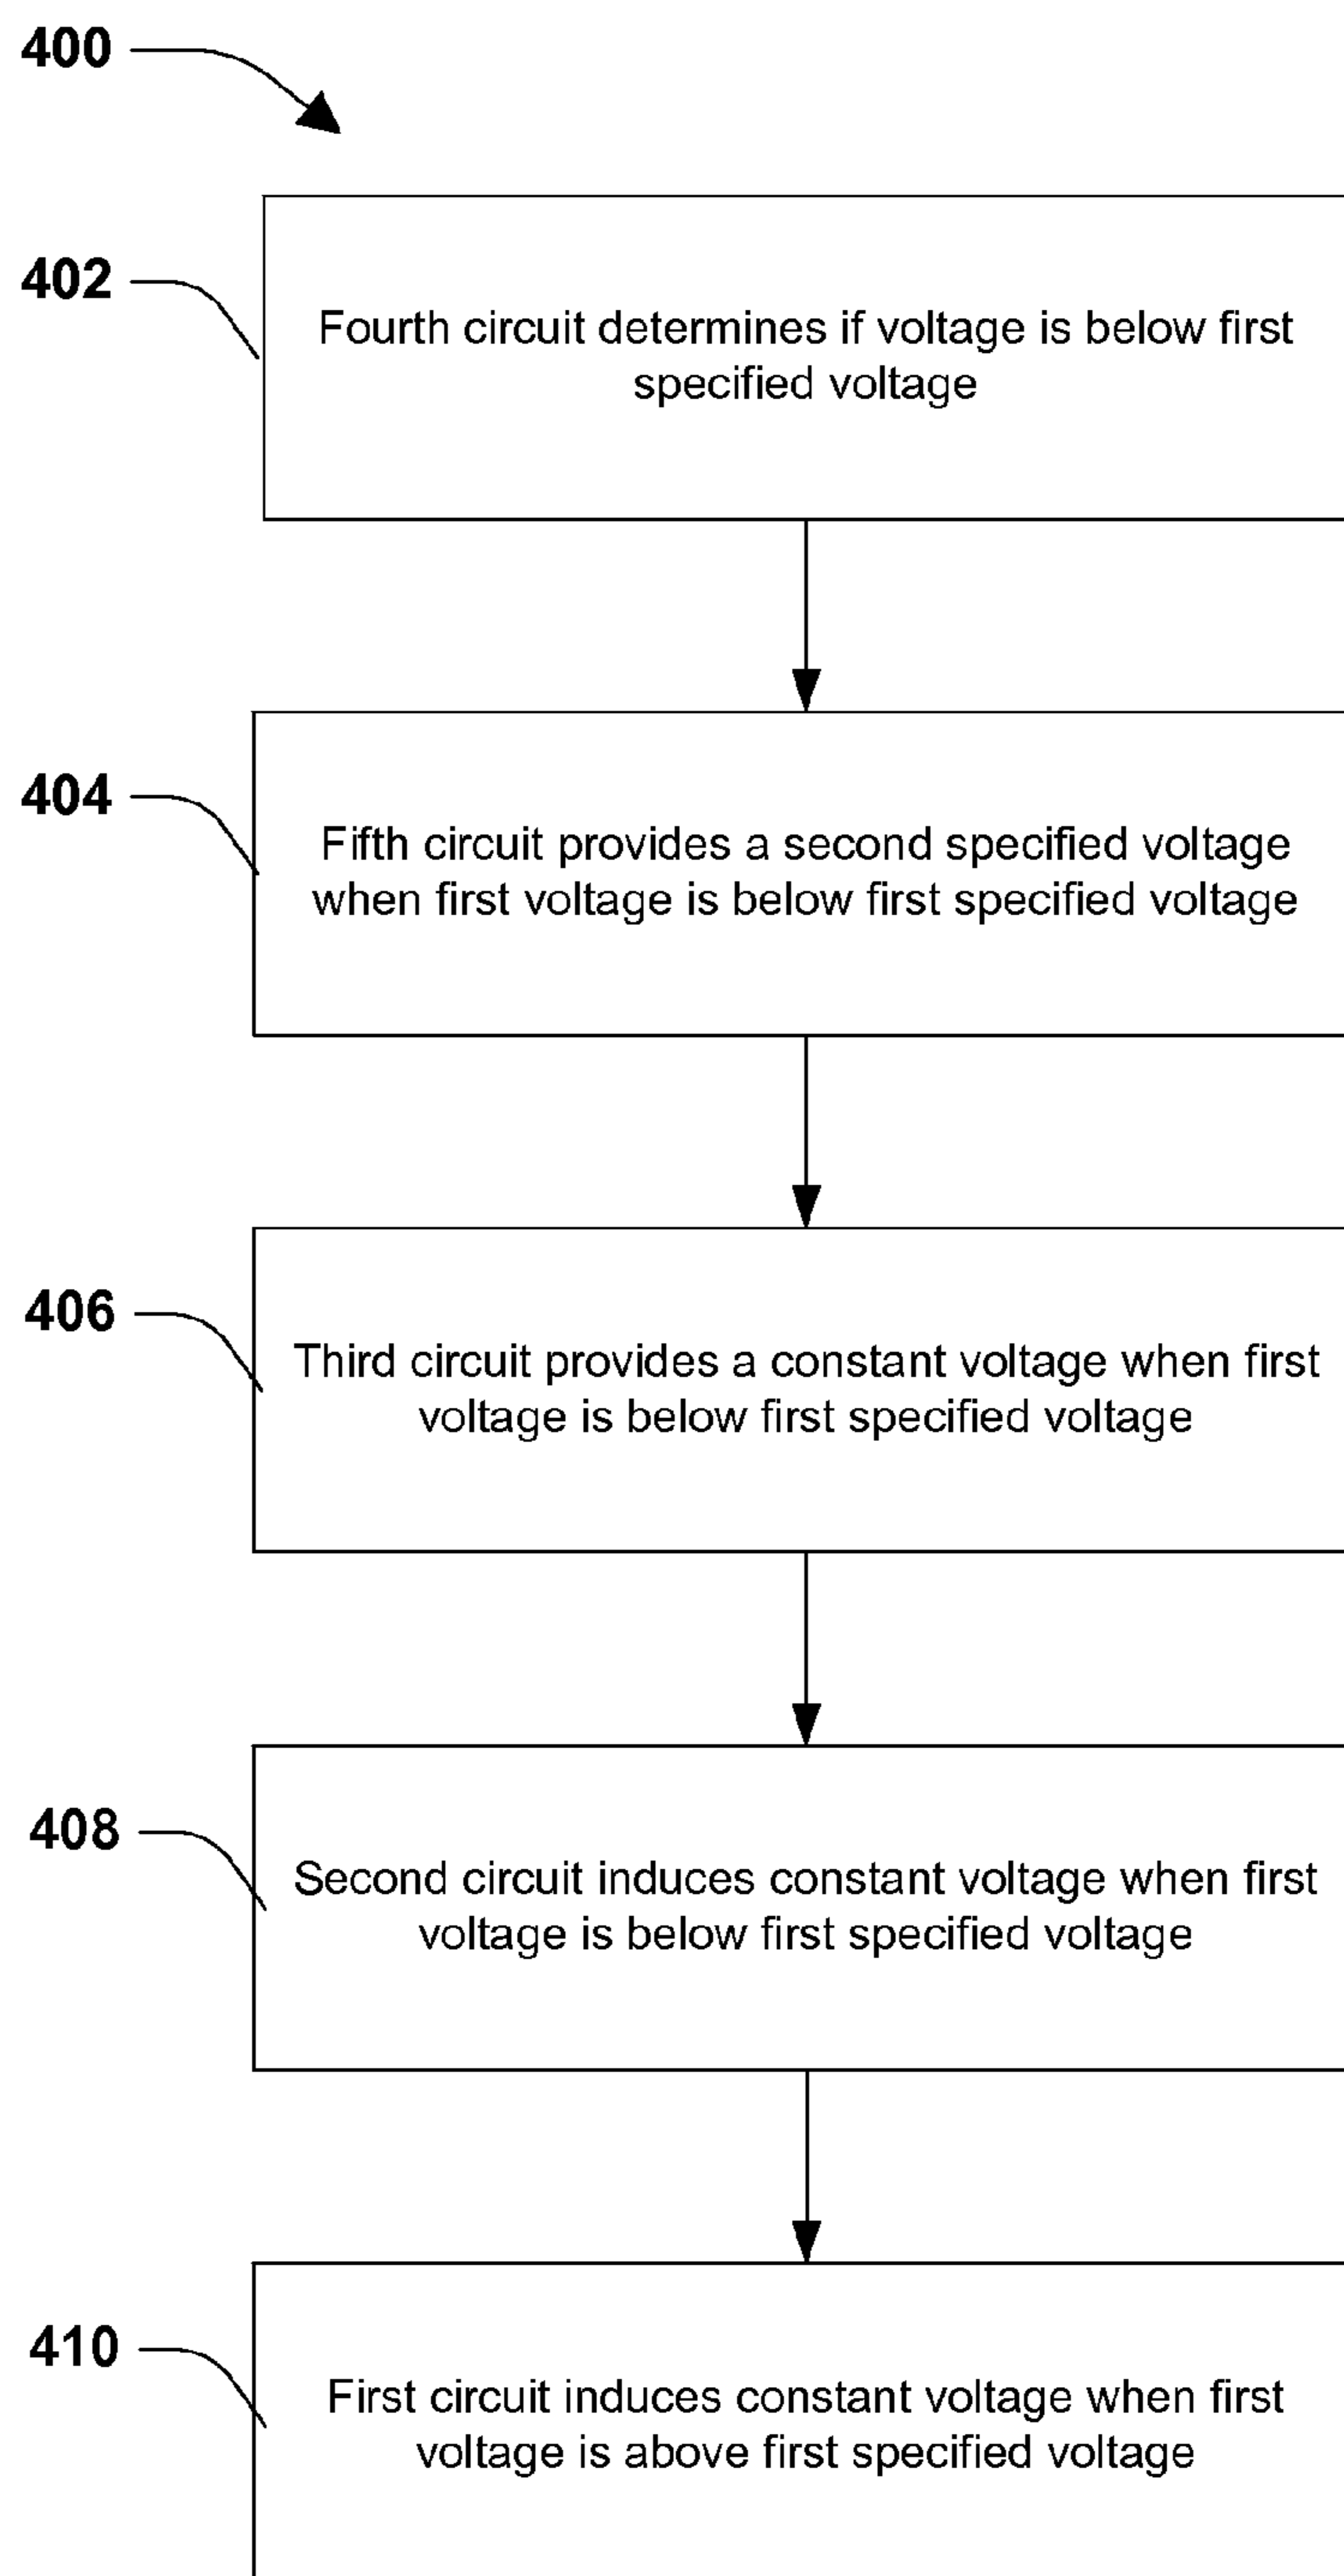 400
402
Fourth circuit determines if voltage is below first
specified voltage
404
Fifth circuit provides a second specified voltage
when first voltage is below first specified voltage
406
Third circuit provides a constant voltage when first
voltage is below first specified voltage
408
Second circuit induces constant voltage when first
voltage is below first specified voltage
410
First circuit induces constant voltage when first
voltage is above first specified voltage